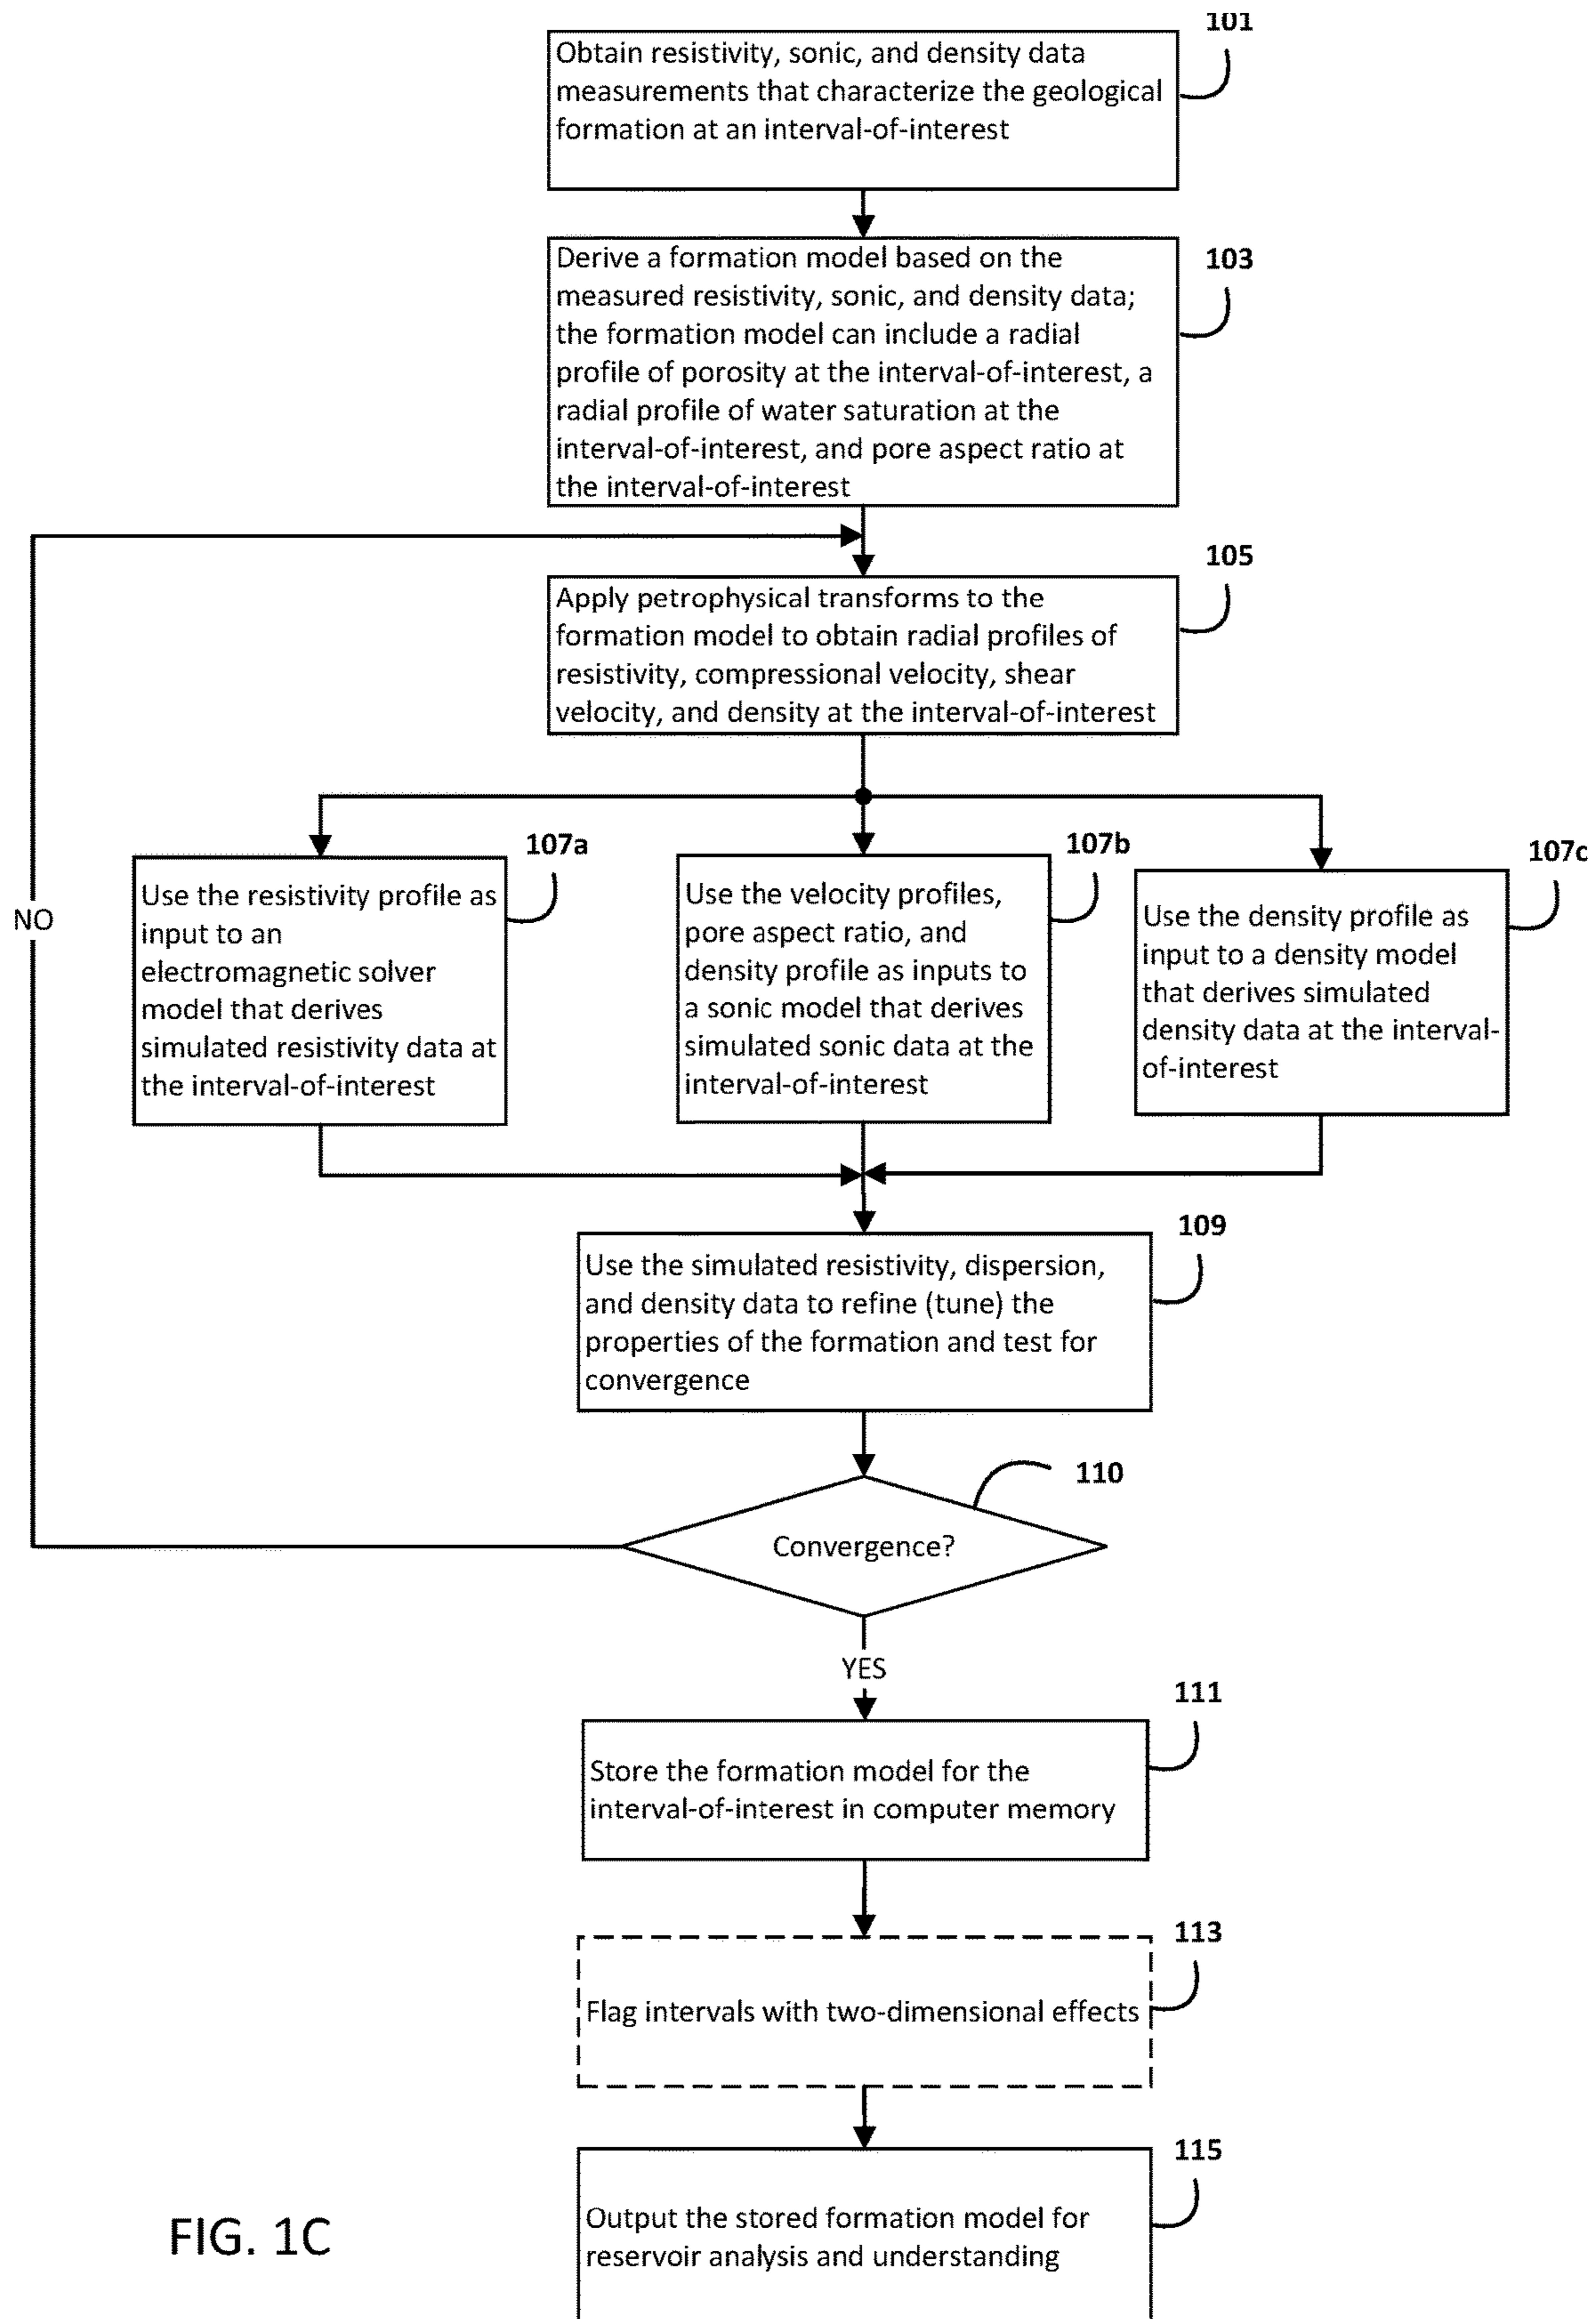 101
Obtain resistivity, sonic, and density data
measurements that characterize the geological
formation at an interval-of-interest
103
Derive a formation model based on the
measured resistivity, sonic, and density data;
the formation model can include a radial
profile of porosity at the interval-of-interest, a
radial profile of water saturation at the
interval-of-interest, and pore aspect ratio at
the interval-of-interest
105
Apply petrophysical transforms to the
formation model to obtain radial profiles of
resistivity, compressional velocity, shear
velocity, and density at the interval-of-interest
107a
Use the resistivity profile as
input to an
electromagnetic solver
model that derives
simulated resistivity data at
the interval-of-interest
107b
Use the velocity profiles,
pore aspect ratio, and
density profile as inputs to
a sonic model that derives
simulated sonic data at the
interval-of-interest
107c
Use the density profile as
input to a density model
that derives simulated
density data at the interval-
of-interest
NO
109
Use the simulated resistivity, dispersion,
and density data to refine (tune) the
properties of the formation and test for
convergence
110
Convergence?
YES
111
Store the formation model for the
interval-of-interest in computer memory
113
Flag intervals with two-dimensional effects
115
Output the stored formation model for
reservoir analysis and understanding
FIG. 1C